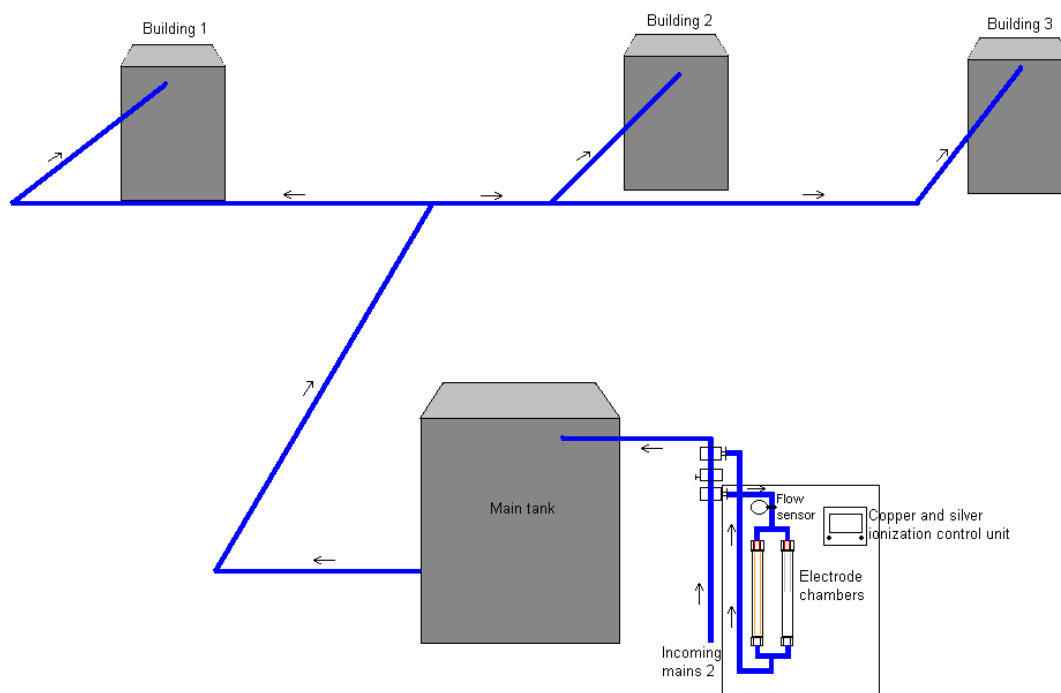 Building 1
Building 2
Building 3
Main tank
Flow
sensor
Copper and silver
ionization control unit
Electrode
chambers
Incoming
mains 2